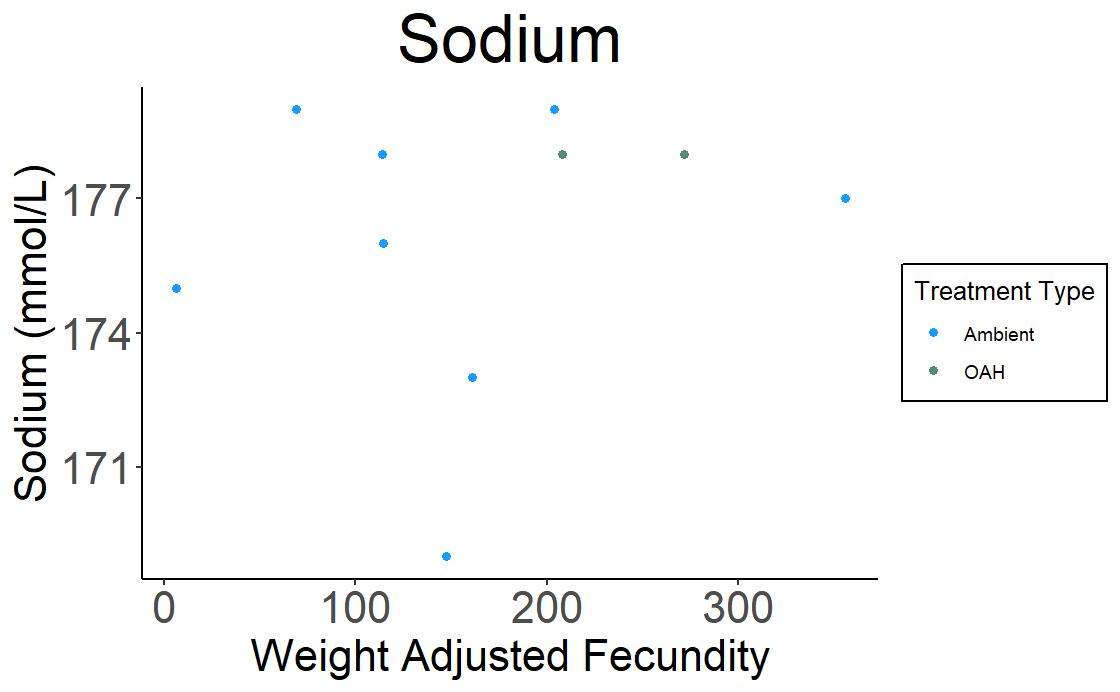 Sodium
Sodium (mmol/L)
177
174
171
0 100 200 300
Weight Adjusted Fecundity
Treatment Type
Ambient
OAH